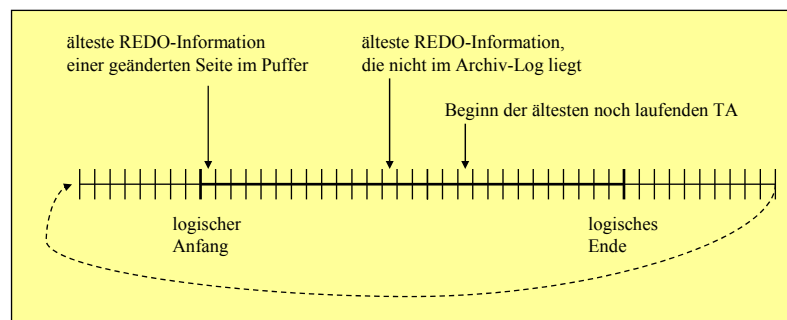 älteste REDO-Information
einer geänderten Seite im Puffer
älteste REDO-Information,
die nicht im Archiv-Log liegt
Beginn der ältesten noch laufenden TA
logischer
Anfang
logisches
Ende